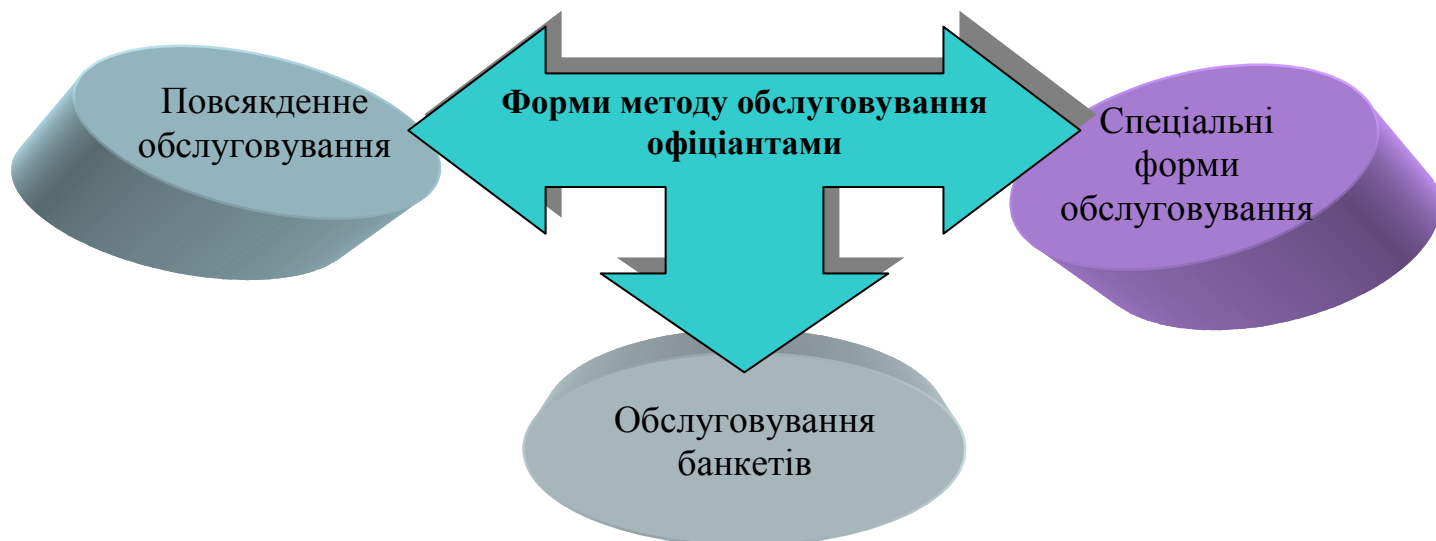 Повсякденне
обслуговування
Форми методу обслуговування
офіціантами
Спеціальні
форми
обслуговування
Обслуговування
банкетів